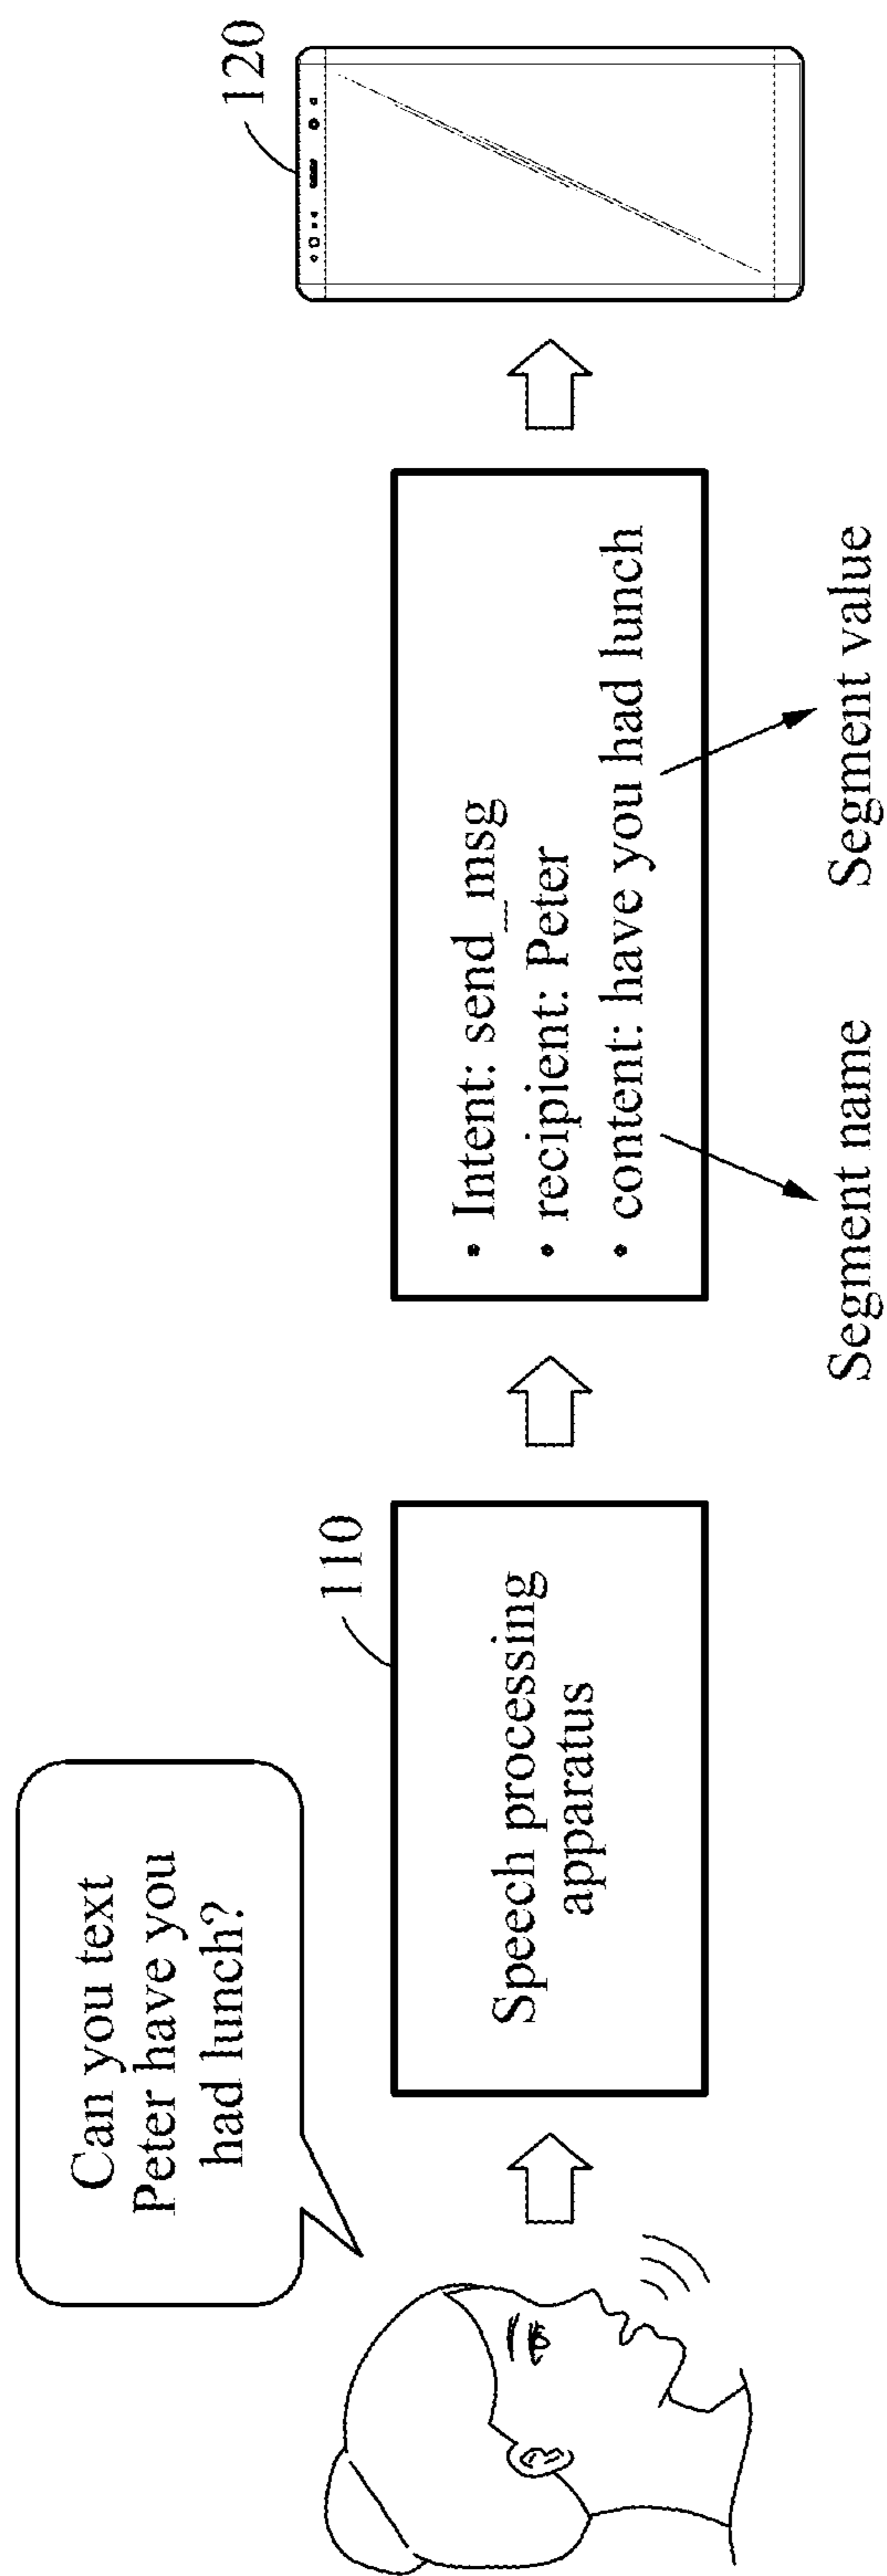 Can you text
Peter have you
had lunch?
110
Speech processing
apparatus
• Intent: send_msg
• recipient: Peter
• content: have you had lunch
Segment name
Segment value
120